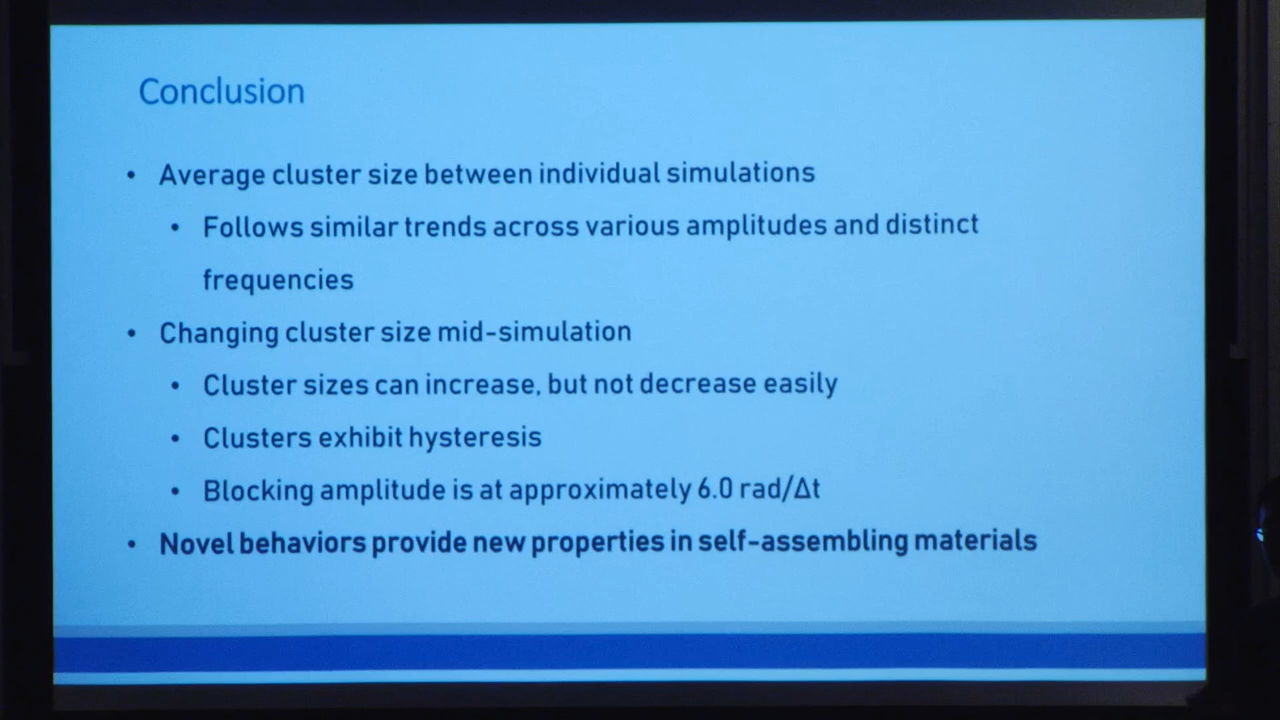 Conclusion
• Average cluster size between individual simulations
• Follows similar trends across various amplitudes and distinct
frequencies
• Changing cluster size mid-simulation
• Cluster sizes can increase, but not decrease easily
• Clusters exhibit hysteresis
• Blocking amplitude is at approximately 6.0 rad/Δt
• Novel behaviors provide new properties in self-assembling materials